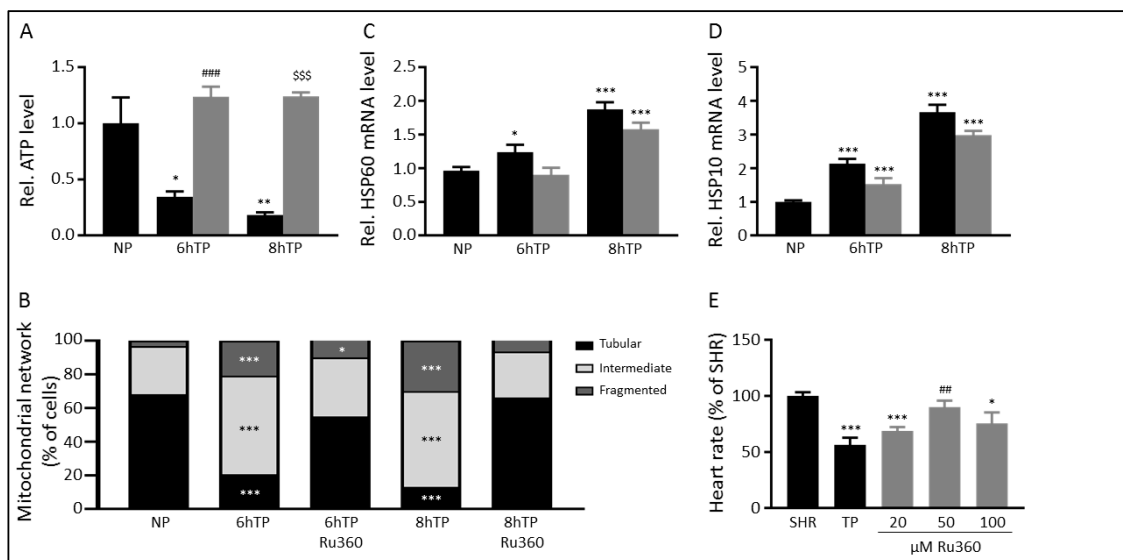 A
Rel. ATP level
1.5
1.0
0.5
0.0
*
###
**
$$$
NP
6hTP
8hTP
C
Rel. HSP60 mRNA level
2.5
2.0
1.5
1.0
0.5
0.0
*
***
***
NP
6hTP
8hTP
D
Rel. HSP10 mRNA level
5
4
3
2
1
0
***
***
***
***
NP
6hTP
8hTP
B
Mitochondrial network
(% of cells)
100
80
60
40
20
0
***
***
***
*
***
***
***
NP
6hTP
6hTP
Ru360
8hTP
8hTP
Ru360
Tubular
Intermediate
Fragmented
E
Heart rate (% of SHR)
150
100
50
0
***
***
##
*
SHR
TP
20
50
100
µM Ru360